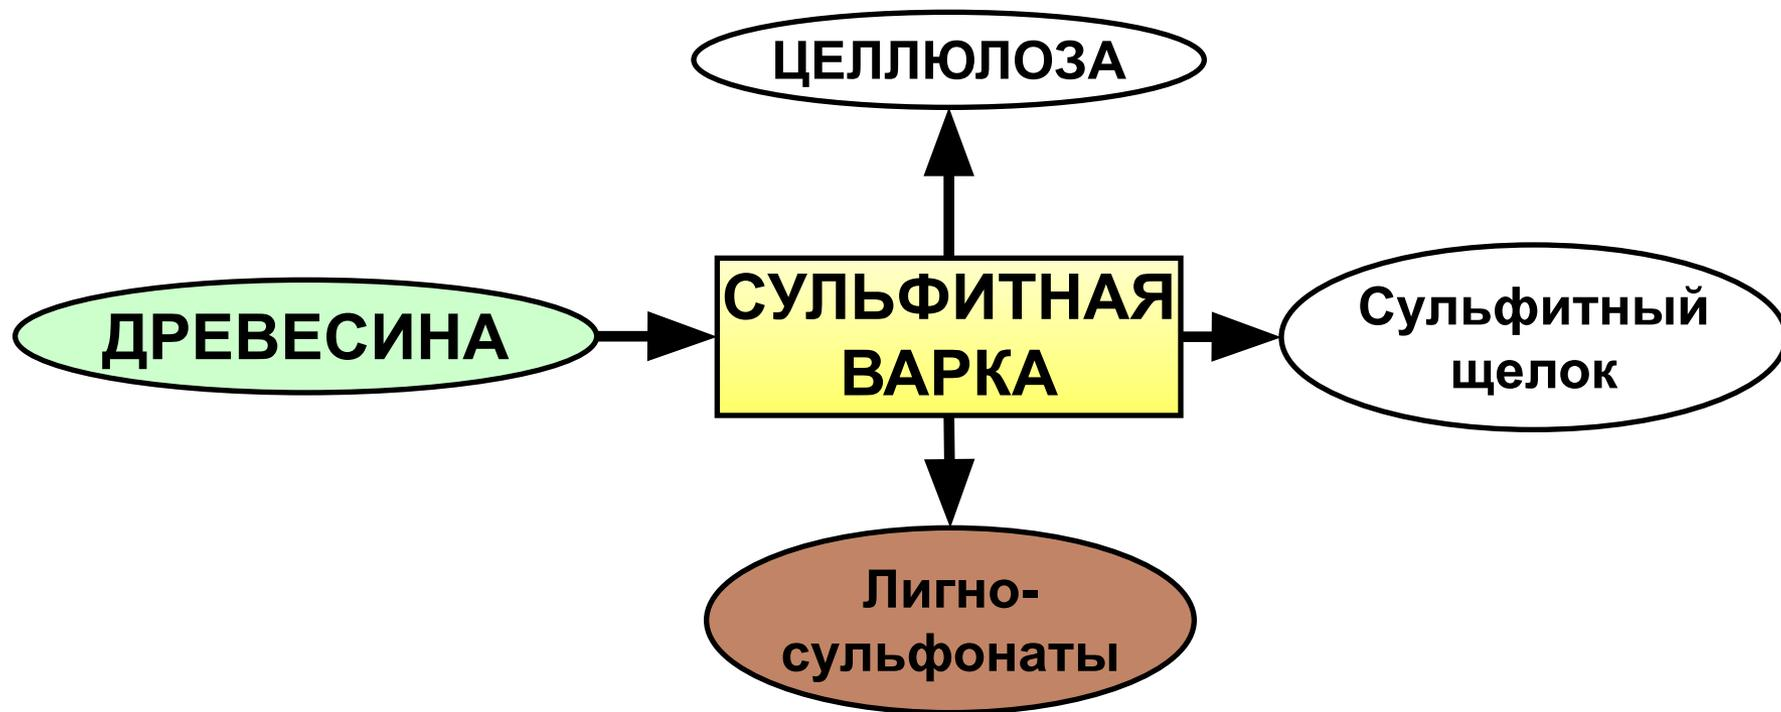 ЦЕЛЛЮЛОЗА
ДРЕВЕСИНА
СУЛЬФИТНАЯ
ВАРКА
Сульфитный
щелок
Лигно-
сульфонаты